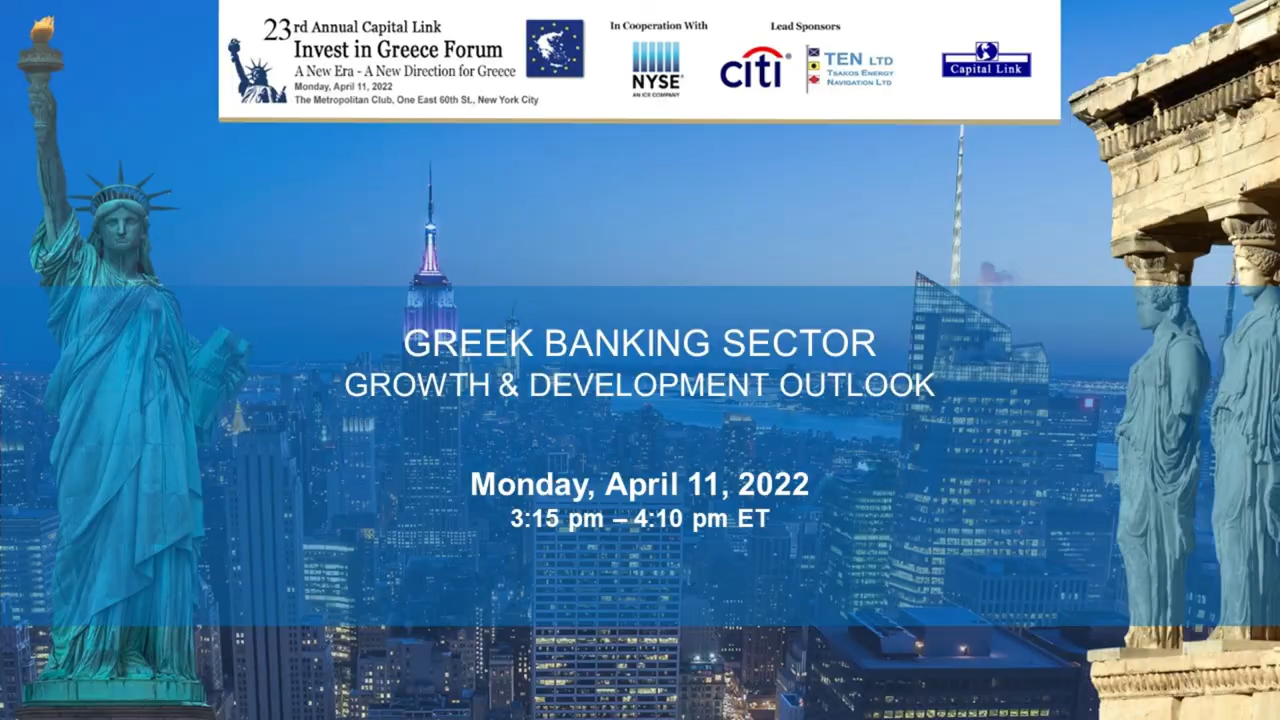 23rd Annual Capital Link
Invest in Greece Forum
A New Era - A New Direction for Greece
Monday, April 11, 2022
The Metropolitan Club, One East 60th St., New York City
In Cooperation With
NYSE
AN ICE COMPANY
Lead Sponsors
citi
TEN LTD
TSAKOS ENERGY
NAVIGATION LTD
Capital Link
GREEK BANKING SECTOR
GROWTH & DEVELOPMENT OUTLOOK
Monday, April 11, 2022
3:15 pm – 4:10 pm ET